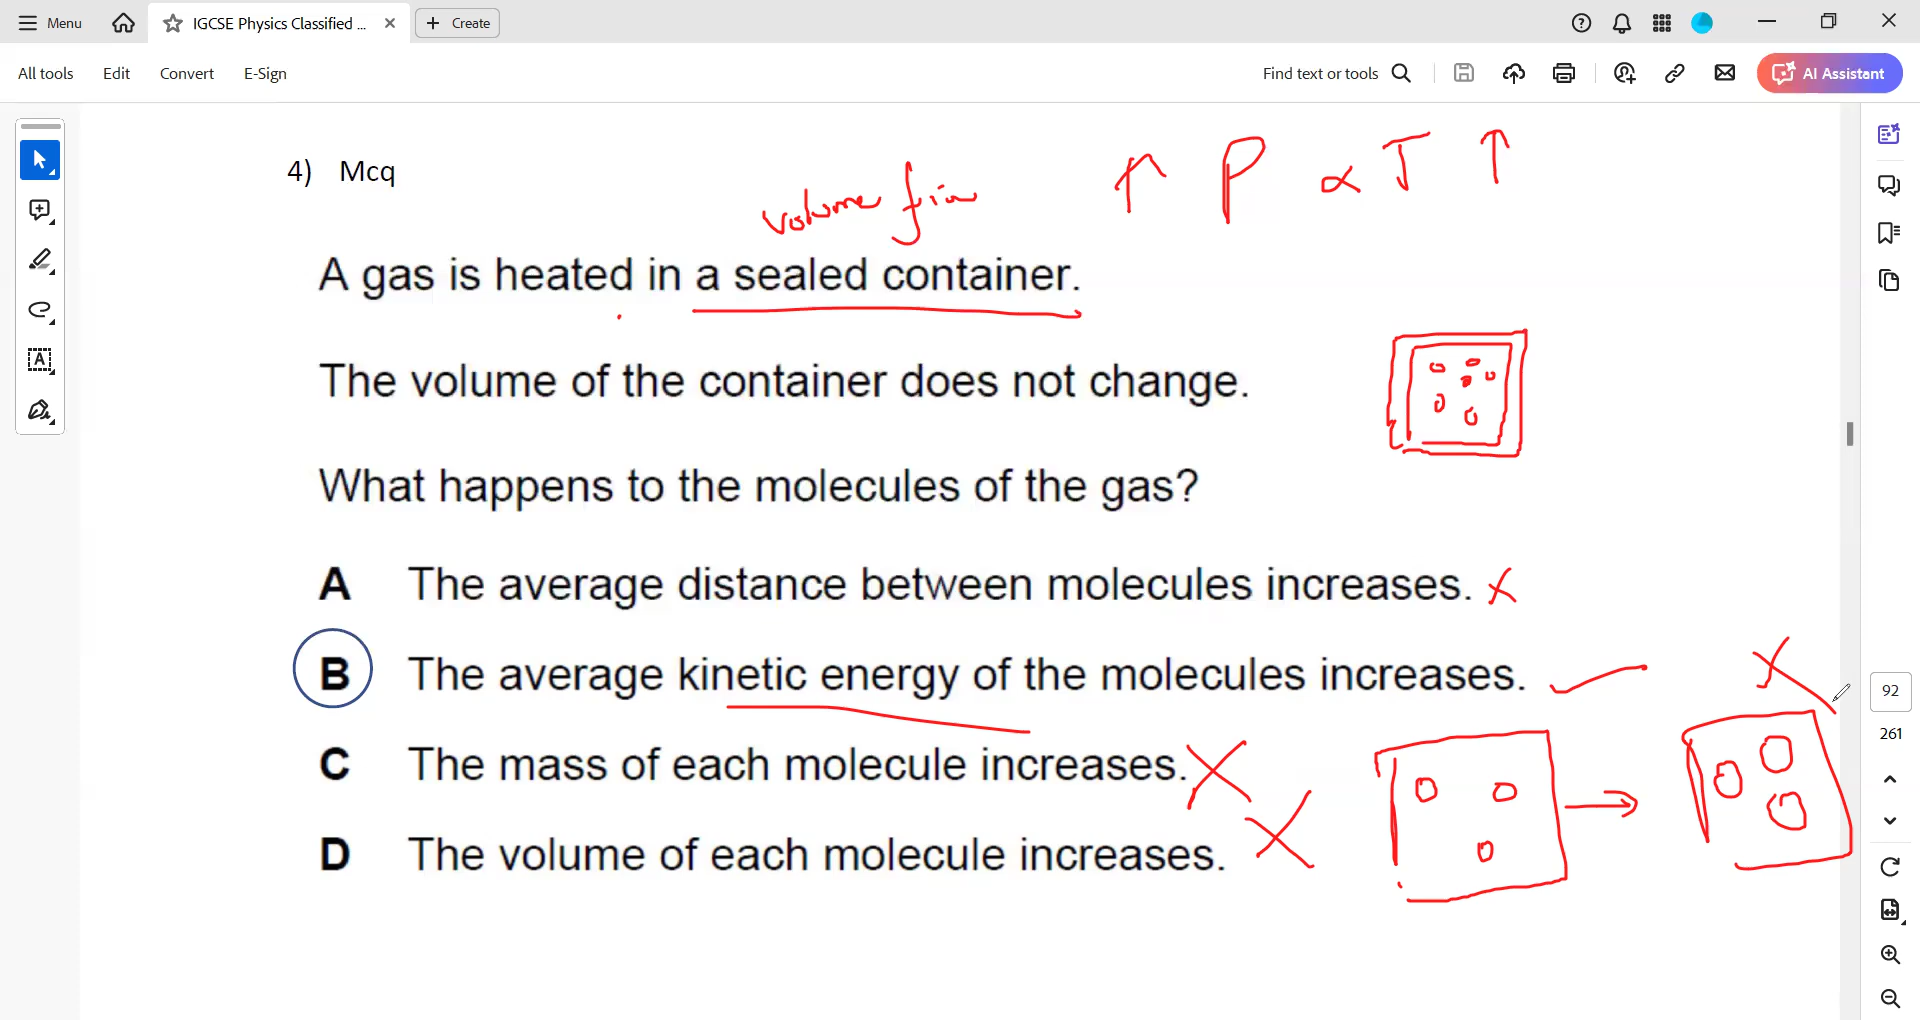 Menu
IGCSE Physics Classified ...
Create
All tools
Edit
Convert
E-Sign
Find text or tools
AI Assistant
4) Mcq
volume
↑ P ∝ T ↑
A gas is heated in a sealed container.
The volume of the container does not change.
What happens to the molecules of the gas?
A The average distance between molecules increases.
B The average kinetic energy of the molecules increases.
C The mass of each molecule increases.
D The volume of each molecule increases.
92
261